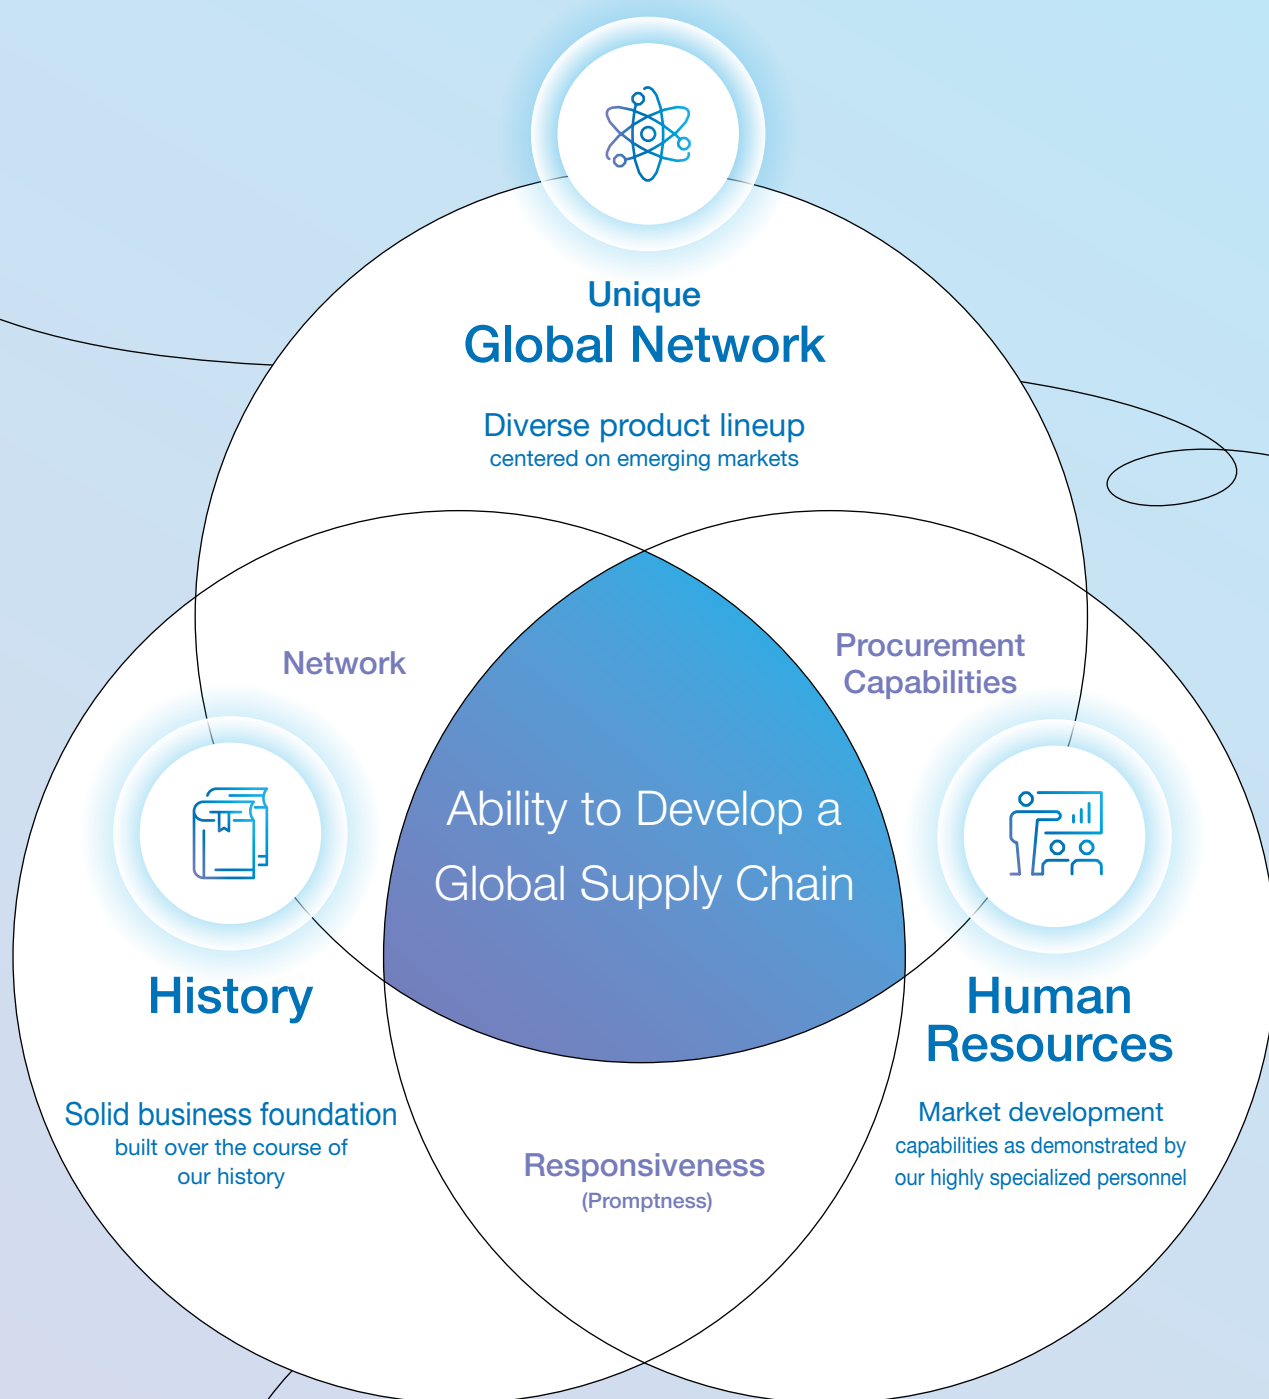 Unique
Global Network
Diverse product lineup
centered on emerging markets
Network
Procurement
Capabilities
Ability to Develop a
Global Supply Chain
History
Solid business foundation
built over the course of
our history
Human
Resources
Market development
capabilities as demonstrated by
our highly specialized personnel
Responsiveness
(Promptness)